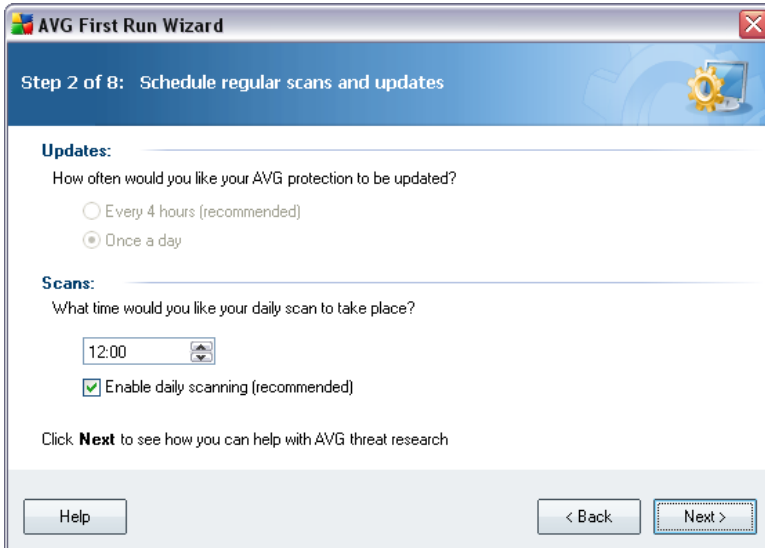 AVG First Run Wizard
Step 2 of 8: Schedule regular scans and updates
Updates:
How often would you like your AVG protection to be updated?
Every 4 hours (recommended)
Once a day
Scans:
What time would you like your daily scan to take place?
12:00
Enable daily scanning (recommended)
Click Next to see how you can help with AVG threat research
Help
< Back
Next >